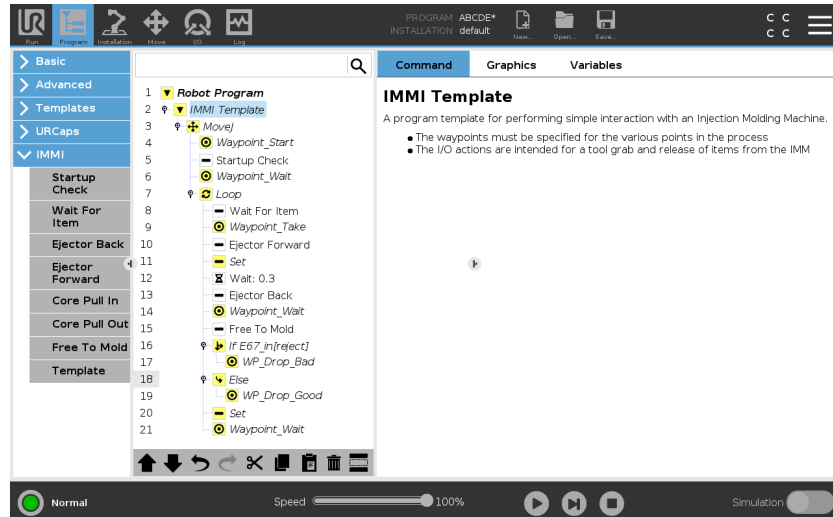 UR
PROGRAM ABCDE*
INSTALLATION default
Run Program Installation Move I/O Log New... Open... Save...
C C
C C
Basic
Advanced
Templates
URCaps
IMMI
Startup
Check
Wait For
Item
Ejector Back
Ejector
Forward
Core Pull In
Core Pull Out
Free To Mold
Template
1 Robot Program
2 IMMI Template
3 MoveJ
4 Waypoint_Start
5 Startup Check
6 Waypoint_Wait
7 Loop
8 Wait For Item
9 Waypoint_Take
10 Ejector Forward
11 Set
12 Wait: 0.3
13 Ejector Back
14 Waypoint_Wait
15 Free To Mold
16 If E67_in[reject]
17 WP_Drop_Bad
18 Else
19 WP_Drop_Good
20 Set
21 Waypoint_Wait
Command Graphics Variables
IMMI Template
A program template for performing simple interaction with an Injection Molding Machine.
● The waypoints must be specified for the various points in the process
● The I/O actions are intended for a tool grab and release of items from the IMM
Normal Speed 100% Simulation